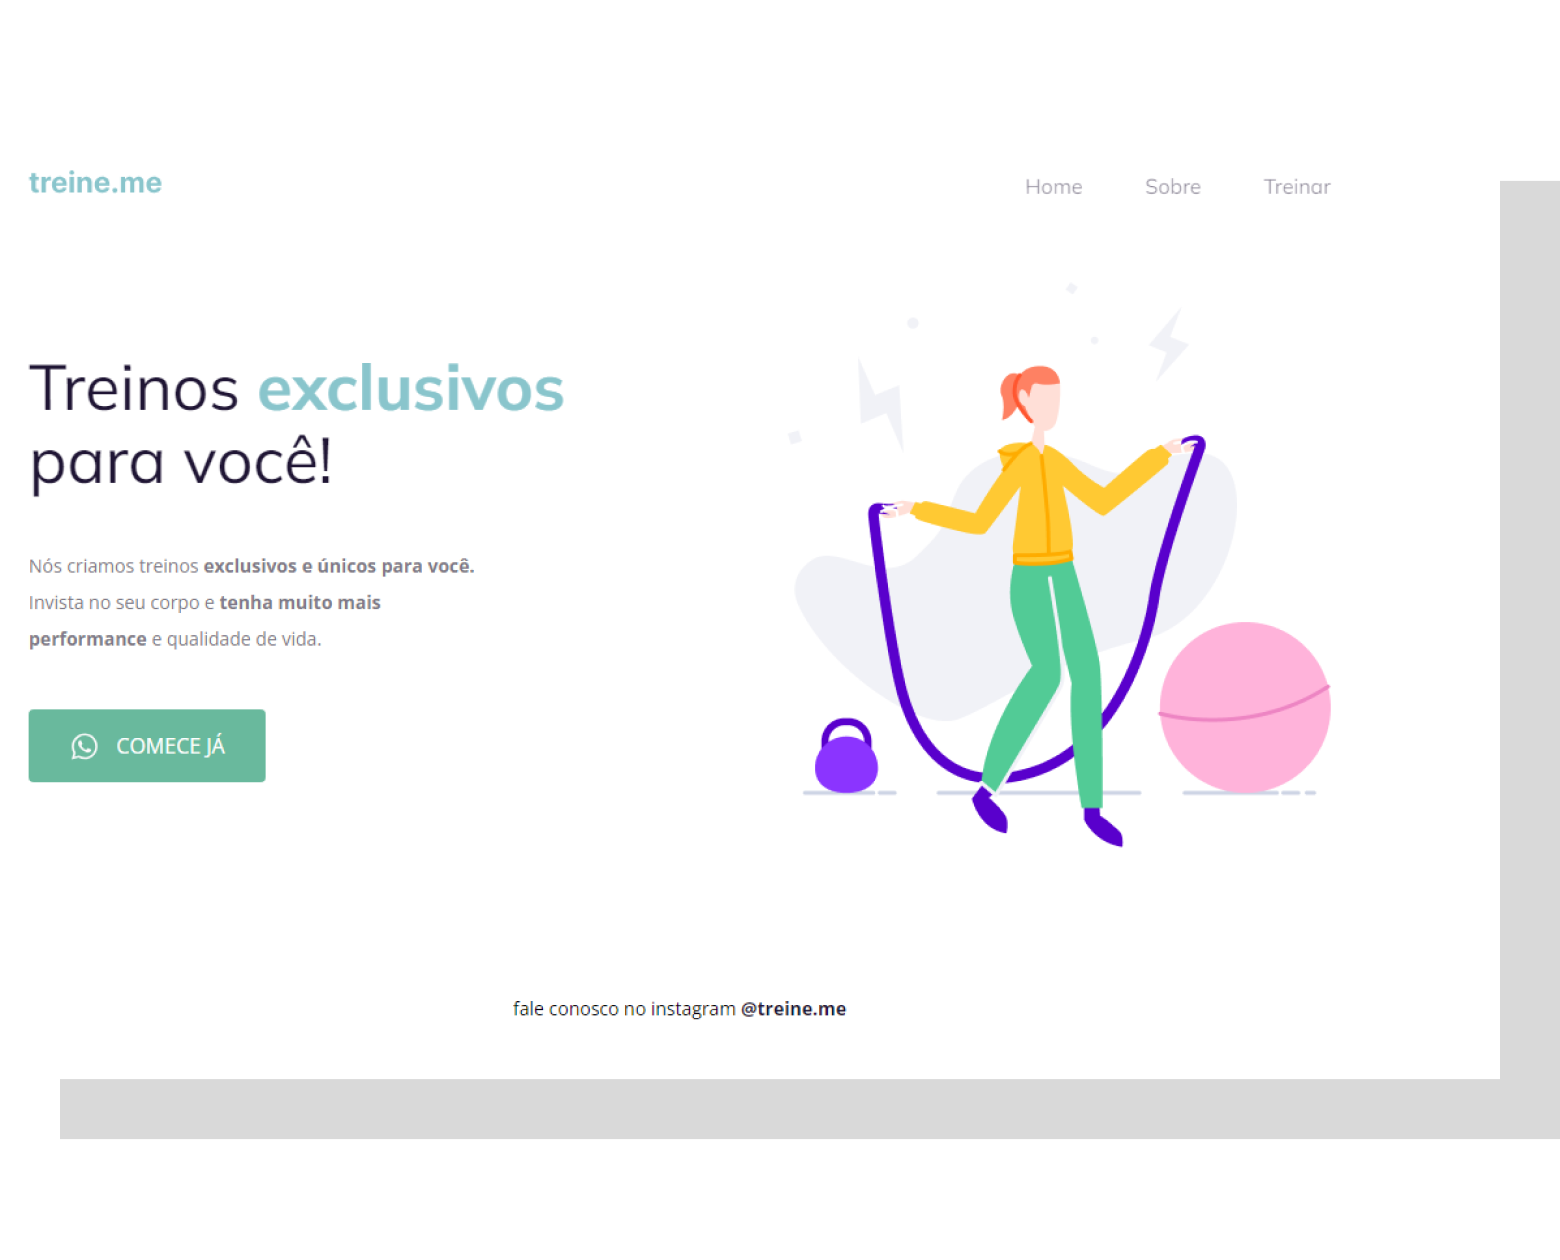 treine.me
Home Sobre Treinar
Treinos exclusivos
para você!
Nós criamos treinos exclusivos e únicos para você.
Invista no seu corpo e tenha muito mais
performance e qualidade de vida.
COMECE JÁ
fale conosco no instagram @treine.me